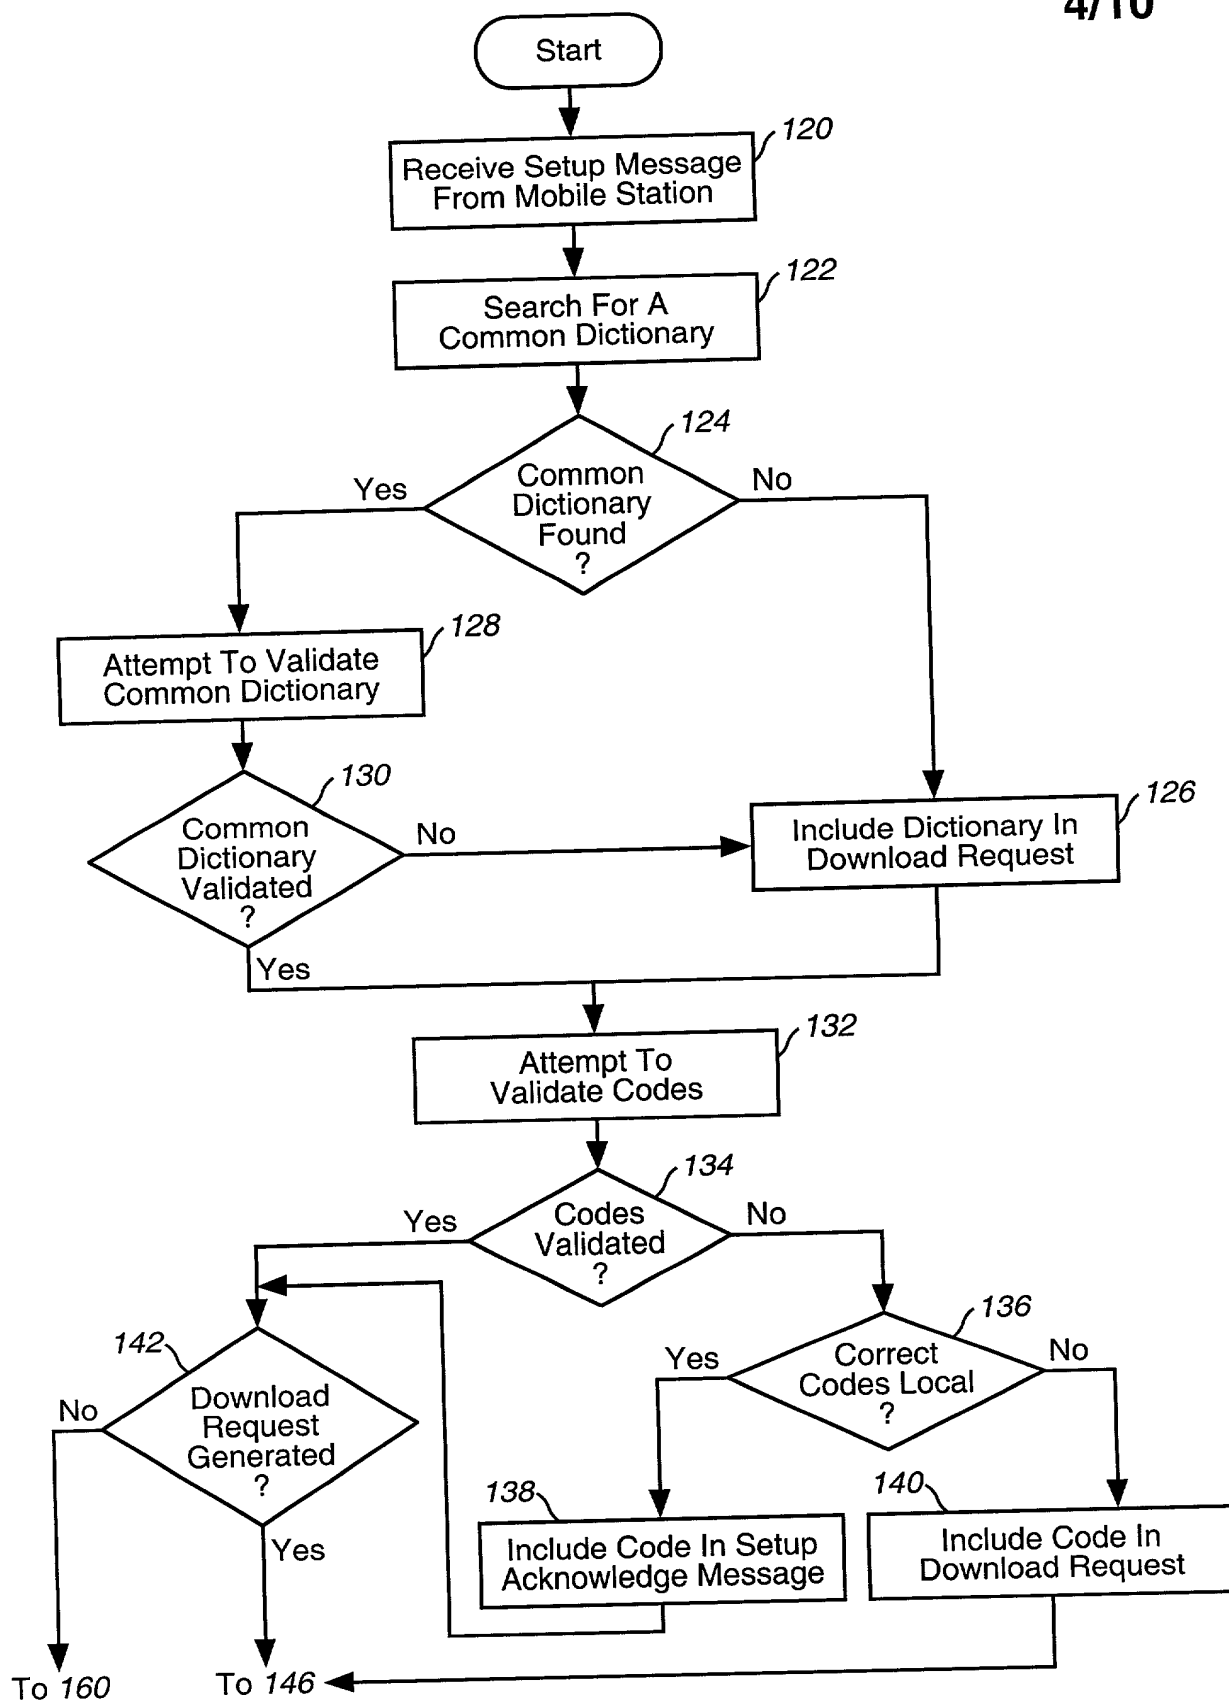 4/10
Start
120
Receive Setup Message
From Mobile Station
122
Search For A
Common Dictionary
124
Common
Dictionary
Found
?
Yes
No
128
Attempt To Validate
Common Dictionary
130
Common
Dictionary
Validated
?
No
126
Include Dictionary In
Download Request
Yes
132
Attempt To
Validate Codes
134
Codes
Validated
?
Yes
No
136
Correct
Codes Local
?
Yes
No
142
Download
Request
Generated
?
No
Yes
138
Include Code In Setup
Acknowledge Message
140
Include Code In
Download Request
To 160
To 146